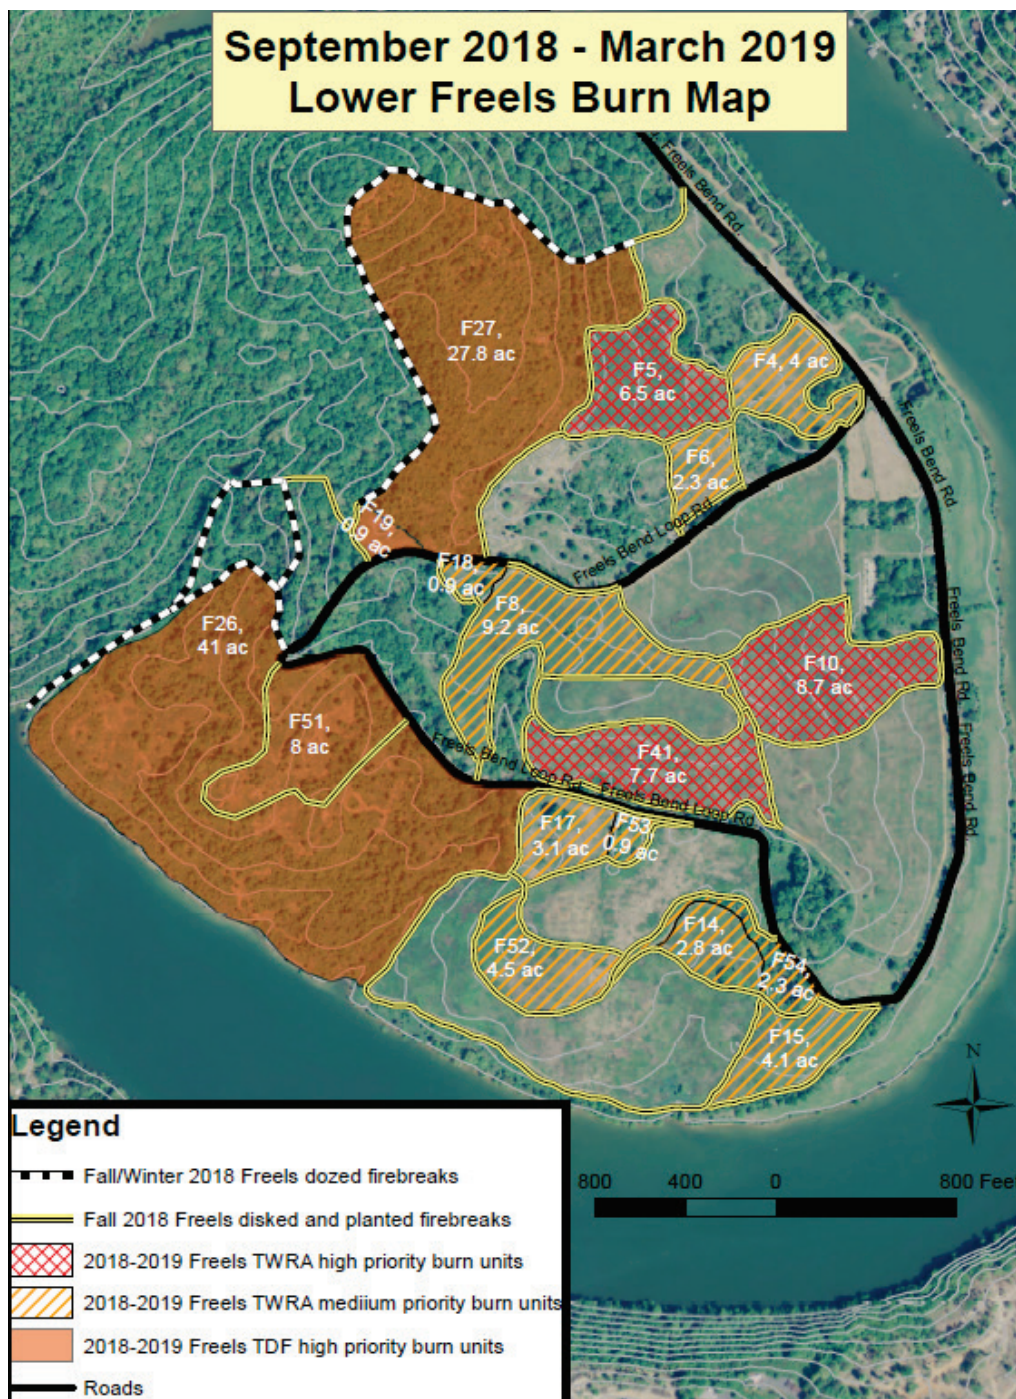 September 2018 - March 2019
Lower Freels Burn Map
Freels Bend Rd
F27,
27.8 ac
F5,
6.5 ac
F4, 4 ac
F6,
2.3 ac
Freels Bend Rd
F19,
0.9 ac
Freels Bend Loop Rd
F18,
0.9 ac
F8,
9.2 ac
Freels Bend Rd
F26,
41 ac
F10,
8.7 ac
F51,
8 ac
Freels Bend Rd
F41,
7.7 ac
Freels Bend Loop Rd
Freels Bend Loop Rd
F17,
3.1 ac
F53
0.9 ac
F52,
4.5 ac
F14,
2.8 ac
F54,
2.3 ac
F15,
4.1 ac
N
Legend
Fall/Winter 2018 Freels dozed firebreaks
Fall 2018 Freels disked and planted firebreaks
2018-2019 Freels TWRA high priority burn units
2018-2019 Freels TWRA mediium priority burn units
2018-2019 Freels TDF high priority burn units
Roads
800 400 0 800 Feet